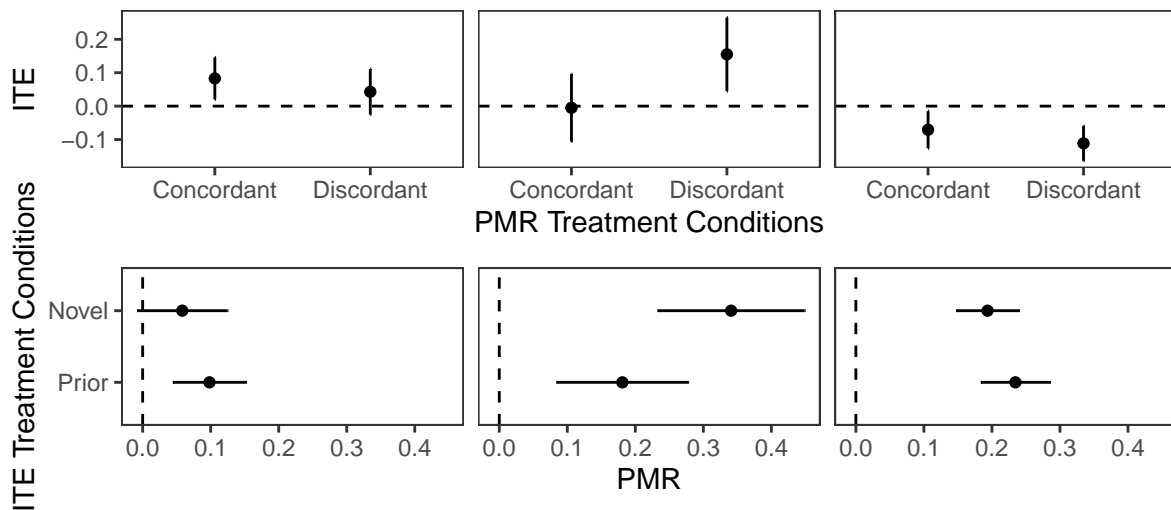 ITE
0.2
0.1
0.0
−0.1
Concordant Discordant Concordant Discordant Concordant Discordant
PMR Treatment Conditions
ITE Treatment Conditions
Novel
Prior
0.0 0.1 0.2 0.3 0.4 0.0 0.1 0.2 0.3 0.4 0.0 0.1 0.2 0.3 0.4
PMR